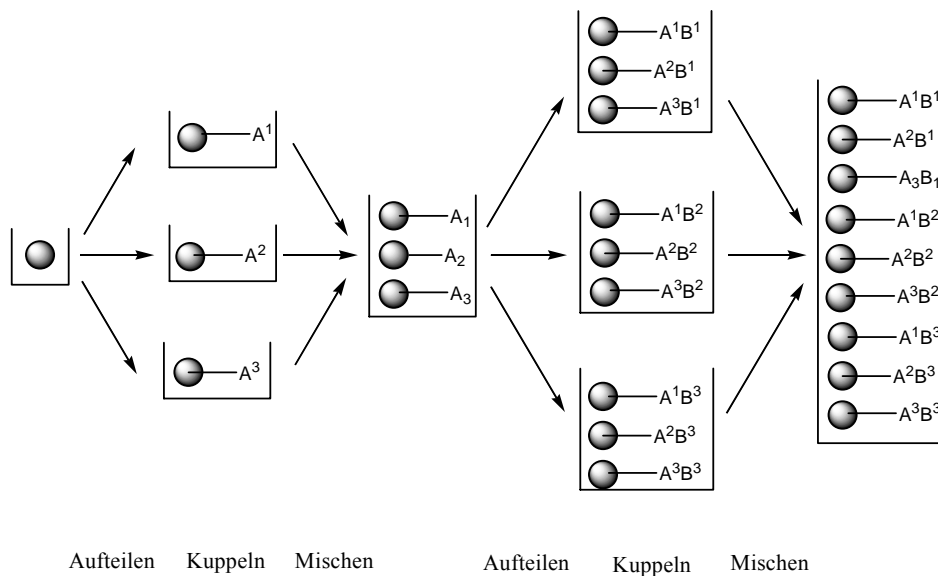 A¹
A²
A³
A₁
A₂
A₃
A¹B¹
A²B¹
A³B¹
A¹B²
A²B²
A³B²
A¹B³
A²B³
A³B³
A¹B¹
A²B¹
A₃B₁
A¹B²
A²B²
A³B²
A¹B³
A²B³
A³B³
Aufteilen Kuppeln Mischen Aufteilen Kuppeln Mischen